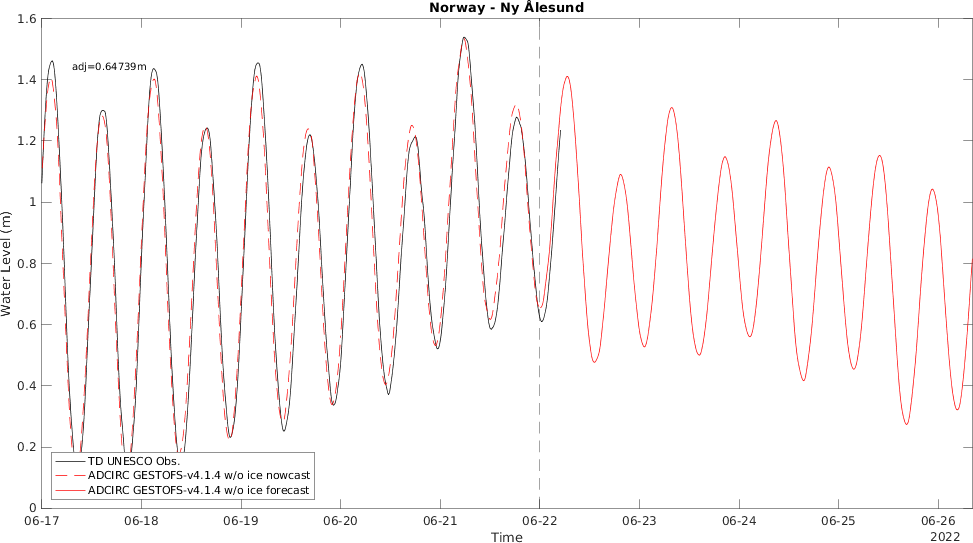 Norway - Ny Ålesund
adj=0.64739m
1.6
1.4
1.2
1
0.8
0.6
0.4
0.2
0
Water Level (m)
TD UNESCO Obs.
ADCIRC GESTOFS-v4.1.4 w/o ice nowcast
ADCIRC GESTOFS-v4.1.4 w/o ice forecast
06-17 06-18 06-19 06-20 06-21 06-22 06-23 06-24 06-25 06-26
2022
Time